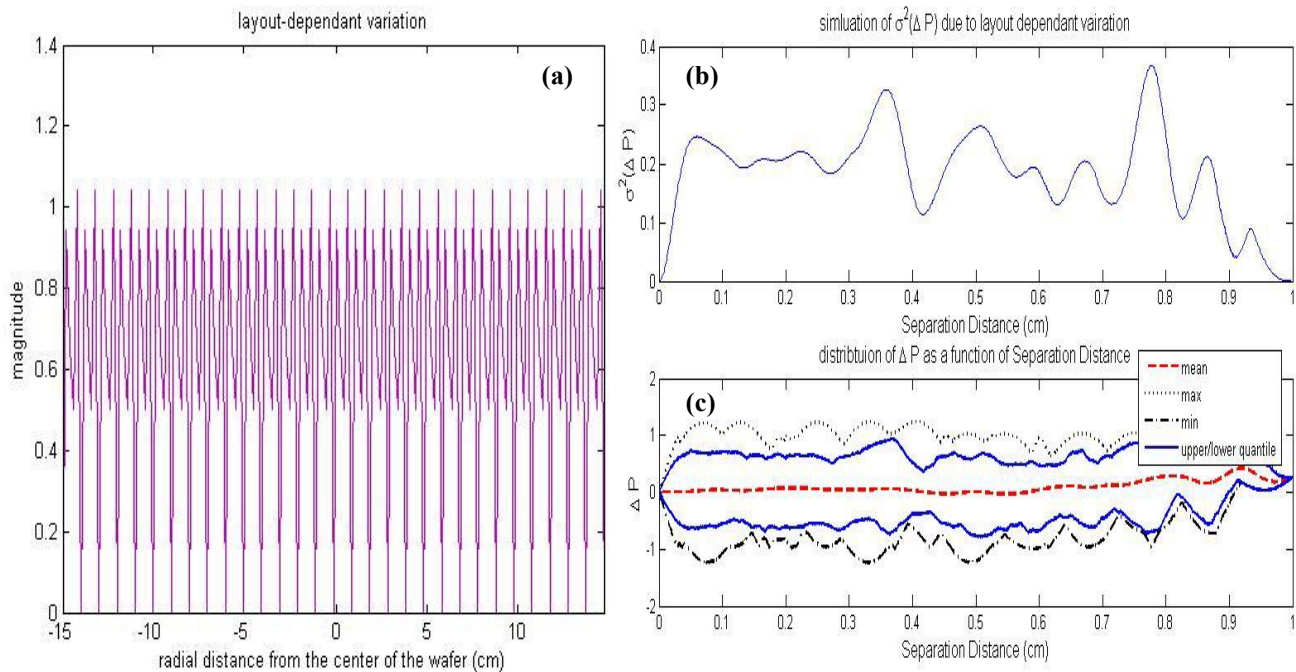 layout-dependant variation
(a)
1.4
1.2
1
0.8
0.6
0.4
0.2
0
magnitude
-15
-10
-5
0
5
10
radial distance from the center of the wafer (cm)
simluation of σ²(Δ P) due to layout dependant vairation
(b)
0.4
0.3
0.2
0.1
0
σ²(Δ P)
0 0.1 0.2 0.3 0.4 0.5 0.6 0.7 0.8 0.9 1
Separation Distance (cm)
distribtuion of Δ P as a function of Separation Distance
(c)
2
1
0
-1
-2
Δ P
mean
max
min
upper/lower quantile
0 0.1 0.2 0.3 0.4 0.5 0.6 0.7 0.8 0.9 1
Separation Distance (cm)